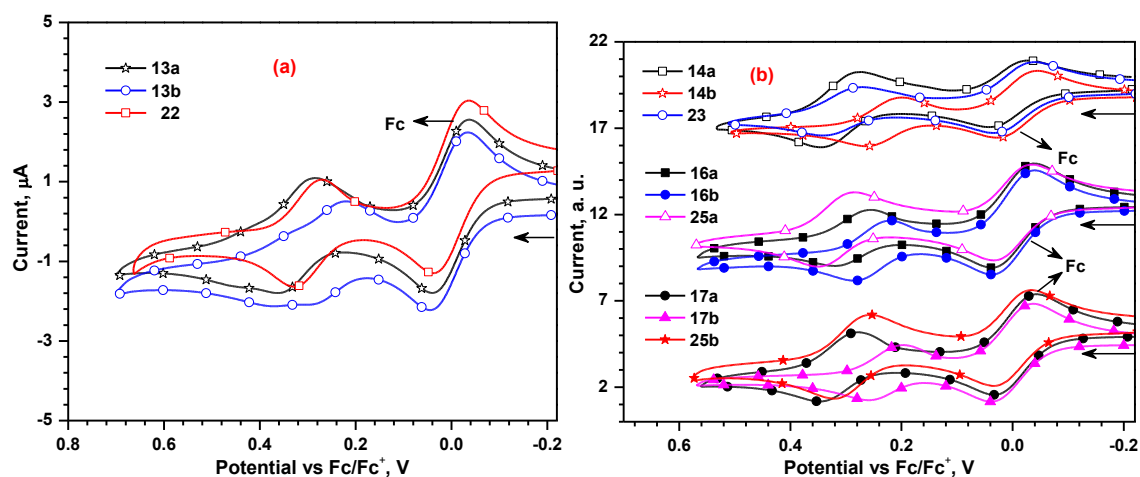 5
3
1
-1
-3
-5
0.8
0.6
0.4
0.2
0.0
-0.2
Current, μA
Potential vs Fc/Fc+, V
13a
13b
22
(a)
Fc
22
17
12
7
2
0.6
0.4
0.2
0.0
-0.2
Current, a. u.
Potential vs Fc/Fc+, V
14a
14b
23
(b)
Fc
16a
16b
25a
Fc
17a
17b
25b